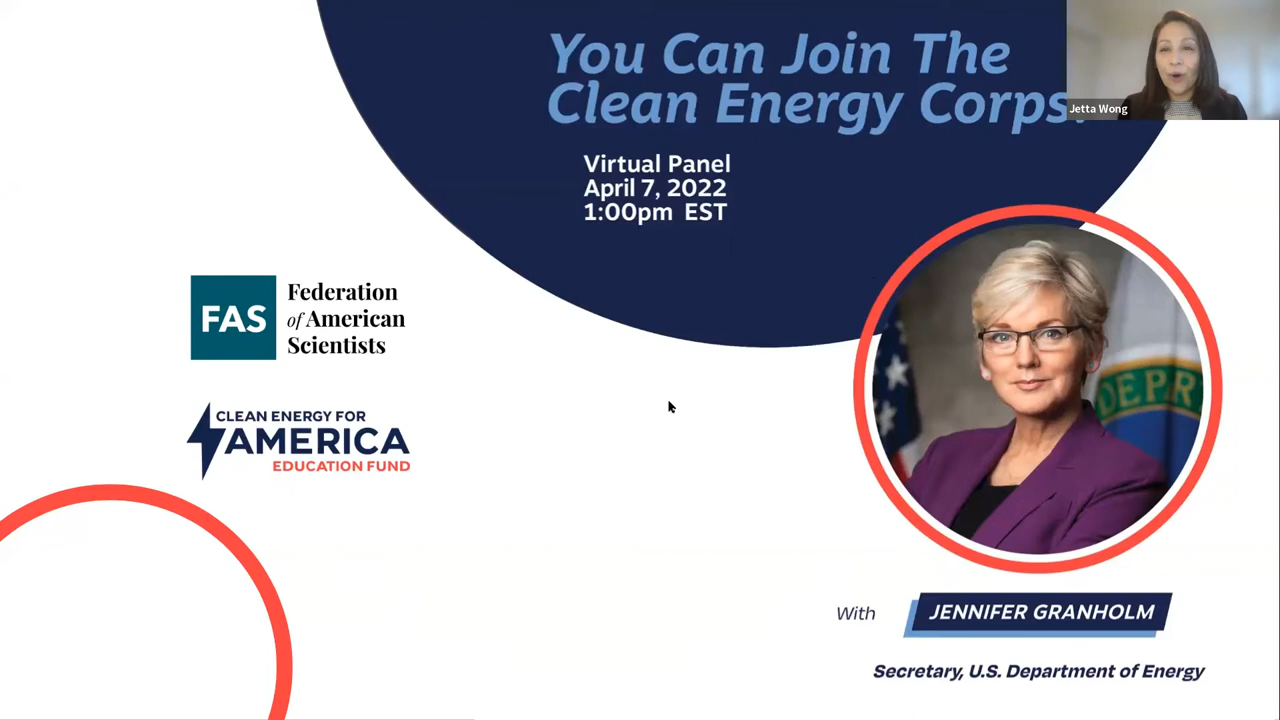 You Can Join The
Clean Energy Corps.
Jetta Wong
Virtual Panel
April 7, 2022
1:00pm EST
FAS
Federation
of American
Scientists
CLEAN ENERGY FOR
AMERICA
EDUCATION FUND
DEPAR
With
JENNIFER GRANHOLM
Secretary, U.S. Department of Energy